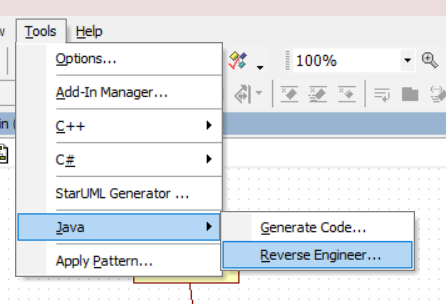 Tools Help
Options...
100%
Add-In Manager...
C++
C#
StarUML Generator ...
Java
Generate Code...
Reverse Engineer...
Apply Pattern...